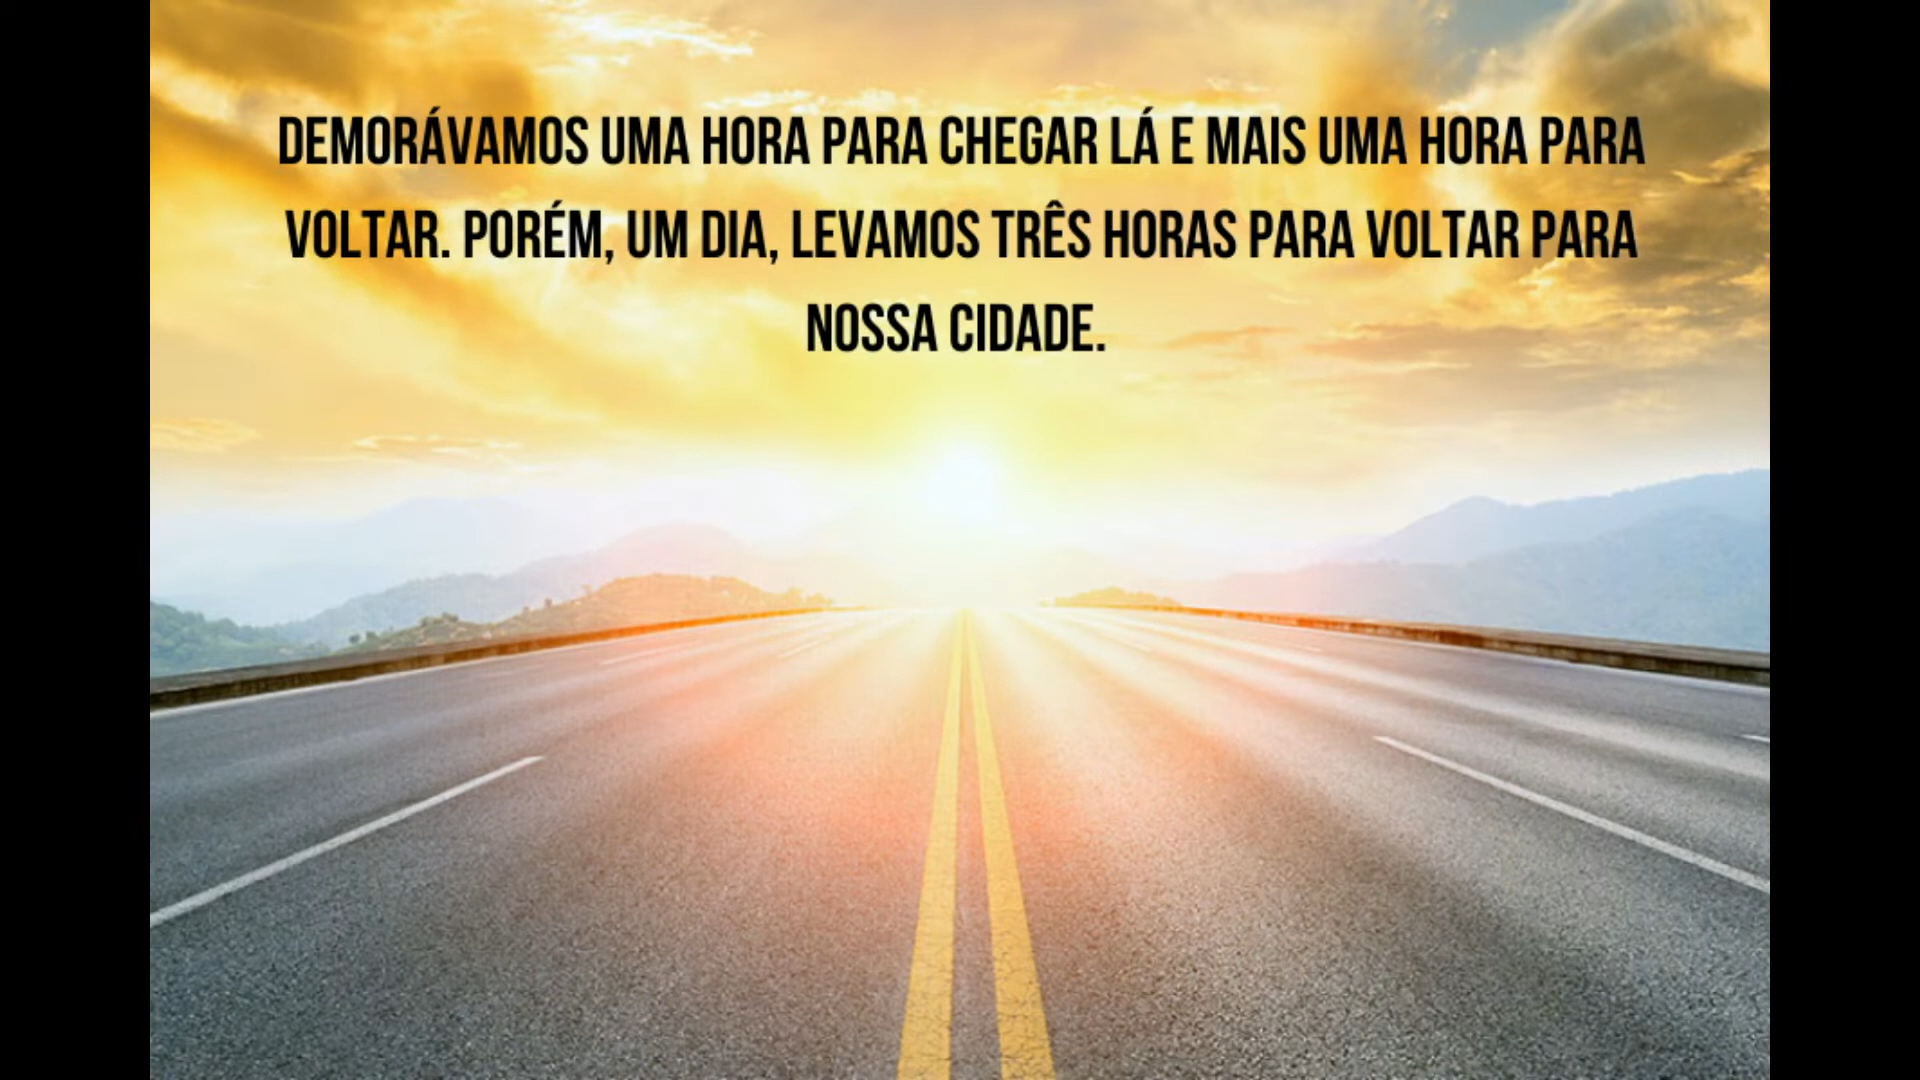 DEMORÁVAMOS UMA HORA PARA CHEGAR LÁ E MAIS UMA HORA PARA
VOLTAR. PORÉM, UM DIA, LEVAMOS TRÊS HORAS PARA VOLTAR PARA
NOSSA CIDADE.